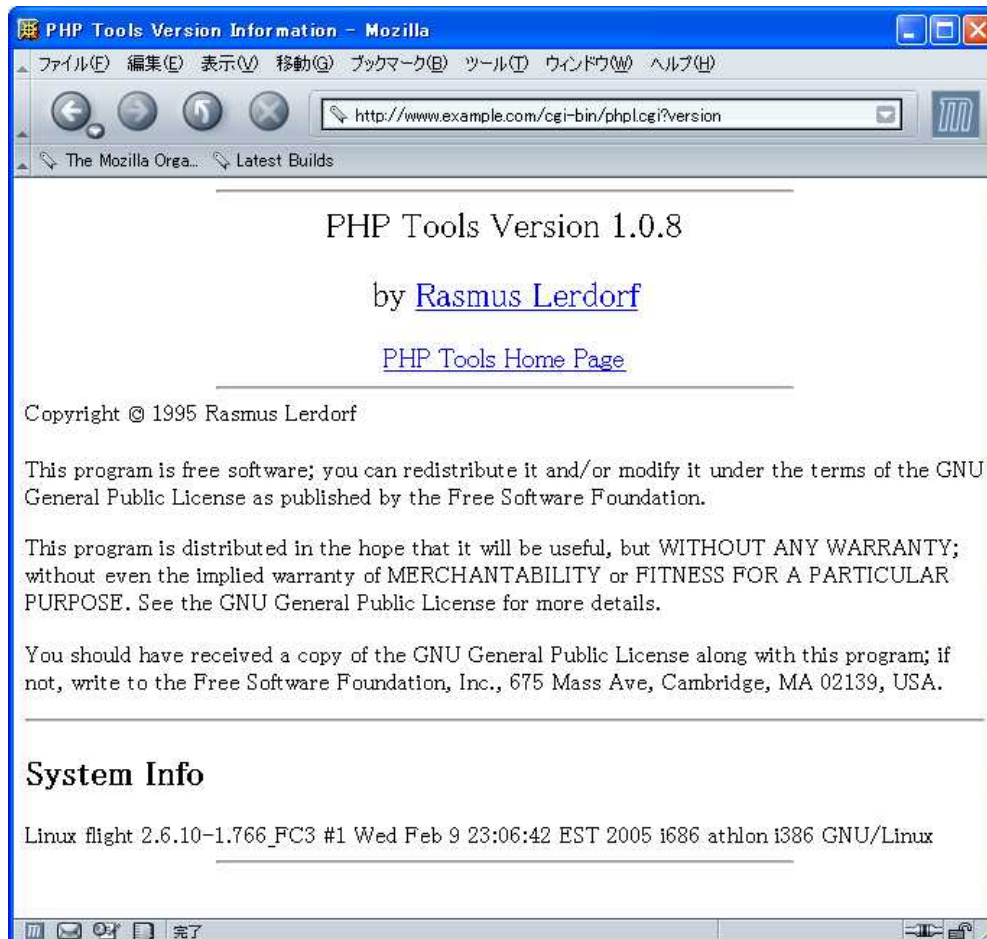 PHP Tools Version Information - Mozilla
ファイル(F) 編集(E) 表示(V) 移動(G) ブックマーク(B) ツール(T) ウィンドウ(W) ヘルプ(H)
http://www.example.com/cgi-bin/phpl.cgi?version
The Mozilla Orga... Latest Builds
PHP Tools Version 1.0.8
by Rasmus Lerdorf
PHP Tools Home Page
Copyright © 1995 Rasmus Lerdorf
This program is free software; you can redistribute it and/or modify it under the terms of the GNU
General Public License as published by the Free Software Foundation.
This program is distributed in the hope that it will be useful, but WITHOUT ANY WARRANTY;
without even the implied warranty of MERCHANTABILITY or FITNESS FOR A PARTICULAR
PURPOSE. See the GNU General Public License for more details.
You should have received a copy of the GNU General Public License along with this program; if
not, write to the Free Software Foundation, Inc., 675 Mass Ave, Cambridge, MA 02139, USA.
System Info
Linux flight 2.6.10-1.766_FC3 #1 Wed Feb 9 23:06:42 EST 2005 i686 athlon i386 GNU/Linux
完了